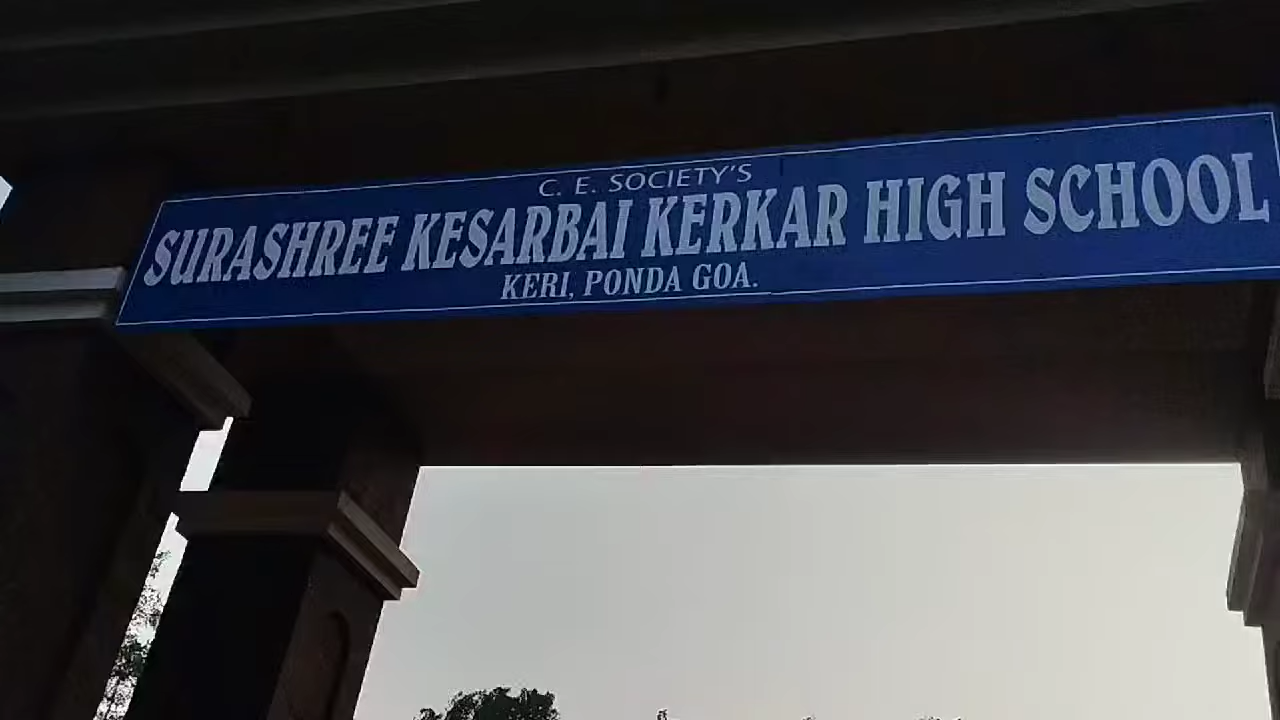 C. E. SOCIETY'S
SURASHREE KESARBAI KERKAR HIGH SCHOOL
KERI, PONDA GOA.